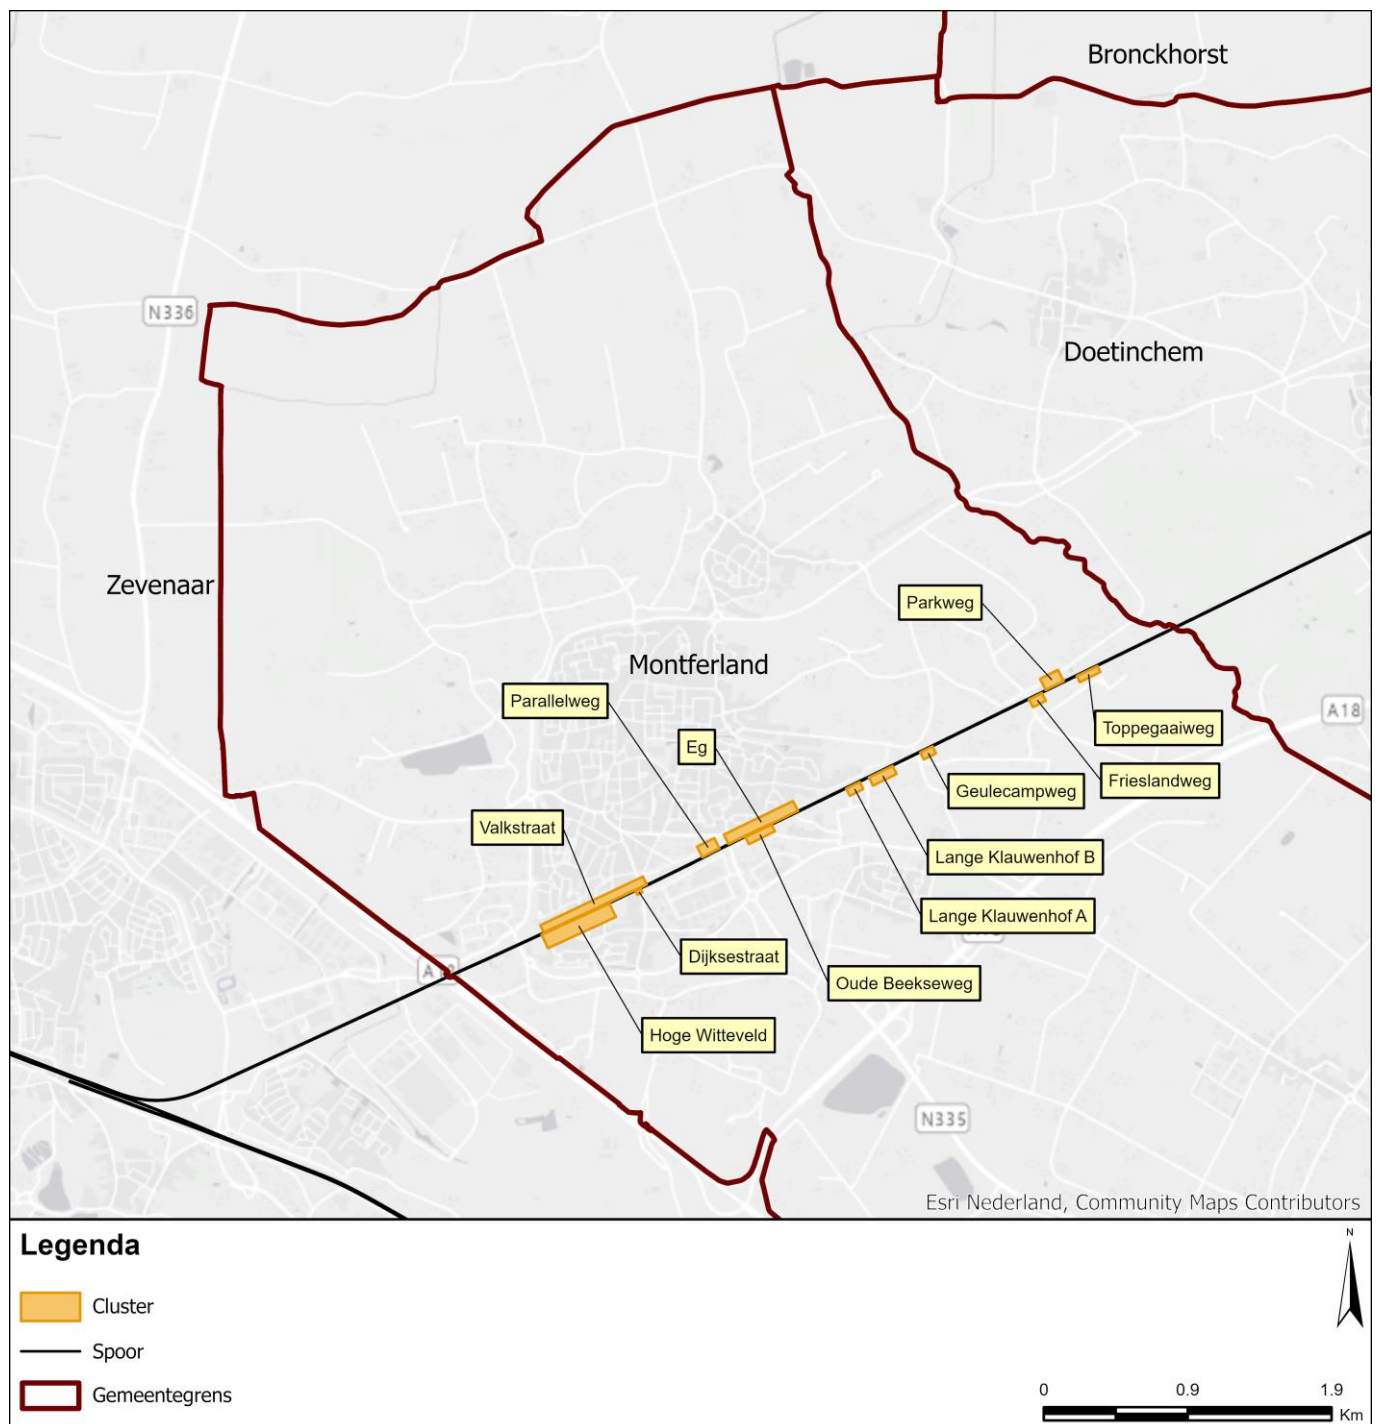 Bronckhorst
N336
Doetinchem
Zevenaar
Parkweg
Montferland
Parallelweg
A18
Toppegaaiweg
Eg
Frieslandweg
Geulecampweg
Valkstraat
Lange Klauwenhof B
Lange Klauwenhof A
Dijksestraat
Oude Beekseweg
Hoge Witteveld
N335
Esri Nederland, Community Maps Contributors
Legenda
N
Cluster
Spoor
Gemeentegrens
0 0.9 1.9
Km